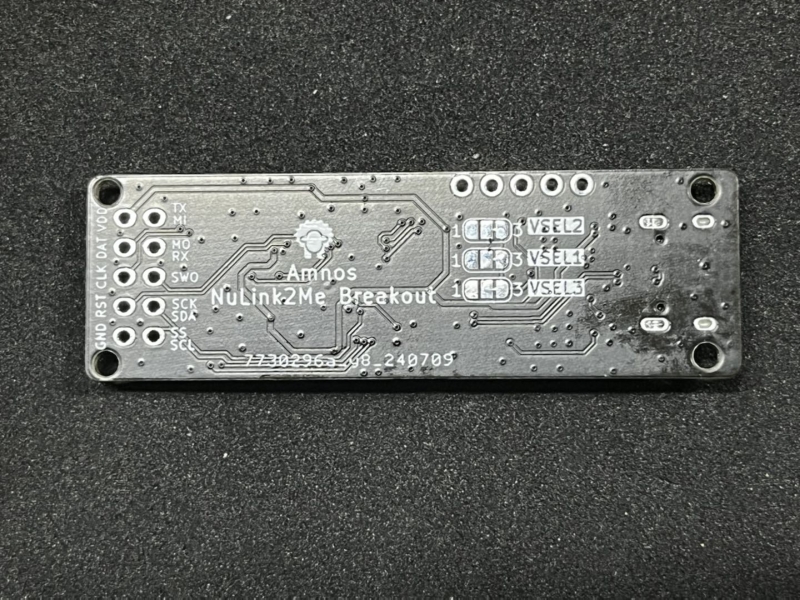 TX
MI
MO
RX
SWO
SCK
SDA
SS
SCL
GND RST CLK DAT VDD
1 3 VSEL2
1 3 VSEL1
1 3 VSEL3
Amnos
NuLink2Me Breakout
7730296a_y8_240709